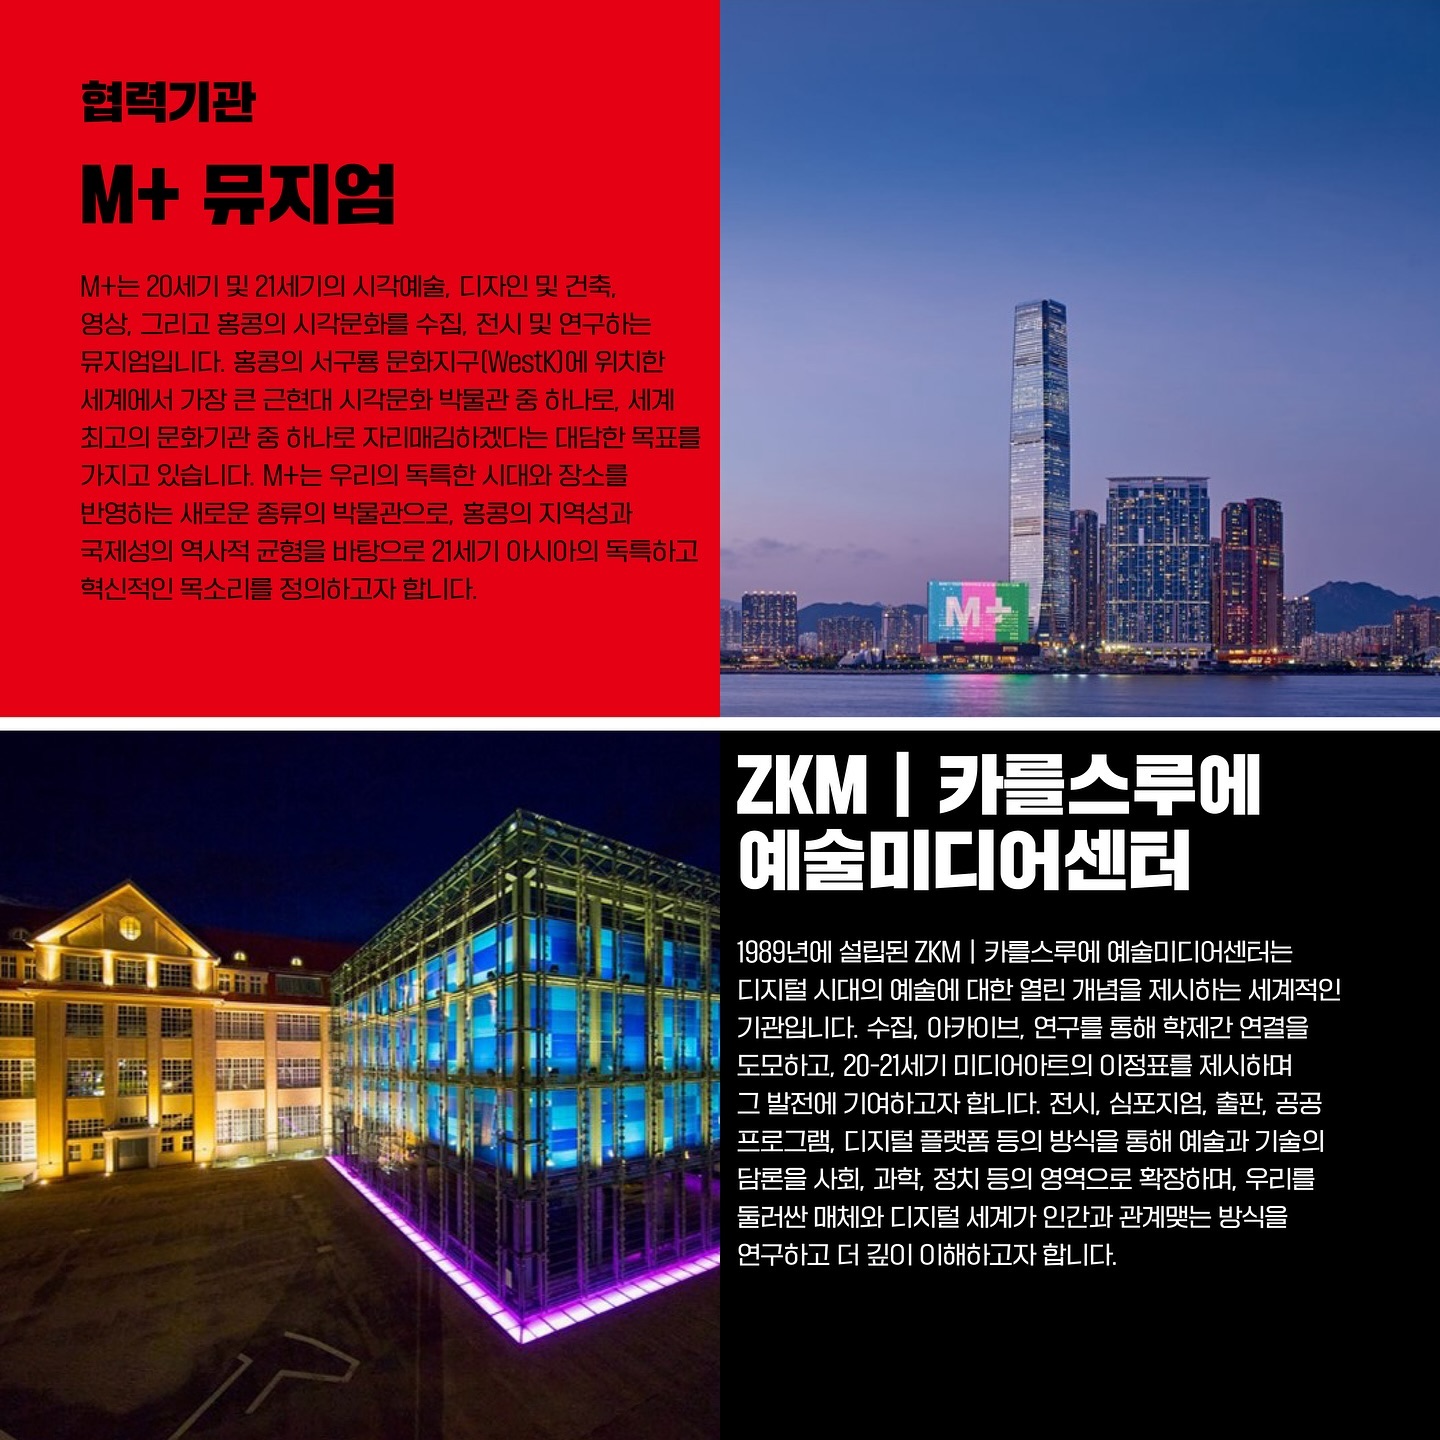 협력기관
M+ 뮤지엄
M+는 20세기 및 21세기의 시각예술, 디자인 및 건축,
영상, 그리고 홍콩의 시각문화를 수집, 전시 및 연구하는
뮤지엄입니다. 홍콩의 서구룡 문화지구(WestK)에 위치한
세계에서 가장 큰 근현대 시각문화 박물관 중 하나로, 세계
최고의 문화기관 중 하나로 자리매김하겠다는 대담한 목표를
가지고 있습니다. M+는 우리의 독특한 시대와 장소를
반영하는 새로운 종류의 박물관으로, 홍콩의 지역성과
국제성의 역사적 균형을 바탕으로 21세기 아시아의 독특하고
혁신적인 목소리를 정의하고자 합니다.
M+
ZKM | 카를스루에
예술미디어센터
1989년에 설립된 ZKM | 카를스루에 예술미디어센터는
디지털 시대의 예술에 대한 열린 개념을 제시하는 세계적인
기관입니다. 수집, 아카이브, 연구를 통해 학제간 연결을
도모하고, 20-21세기 미디어아트의 이정표를 제시하며
그 발전에 기여하고자 합니다. 전시, 심포지엄, 출판, 공공
프로그램, 디지털 플랫폼 등의 방식을 통해 예술과 기술의
담론을 사회, 과학, 정치 등의 영역으로 확장하며, 우리를
둘러싼 매체와 디지털 세계가 인간과 관계맺는 방식을
연구하고 더 깊이 이해하고자 합니다.